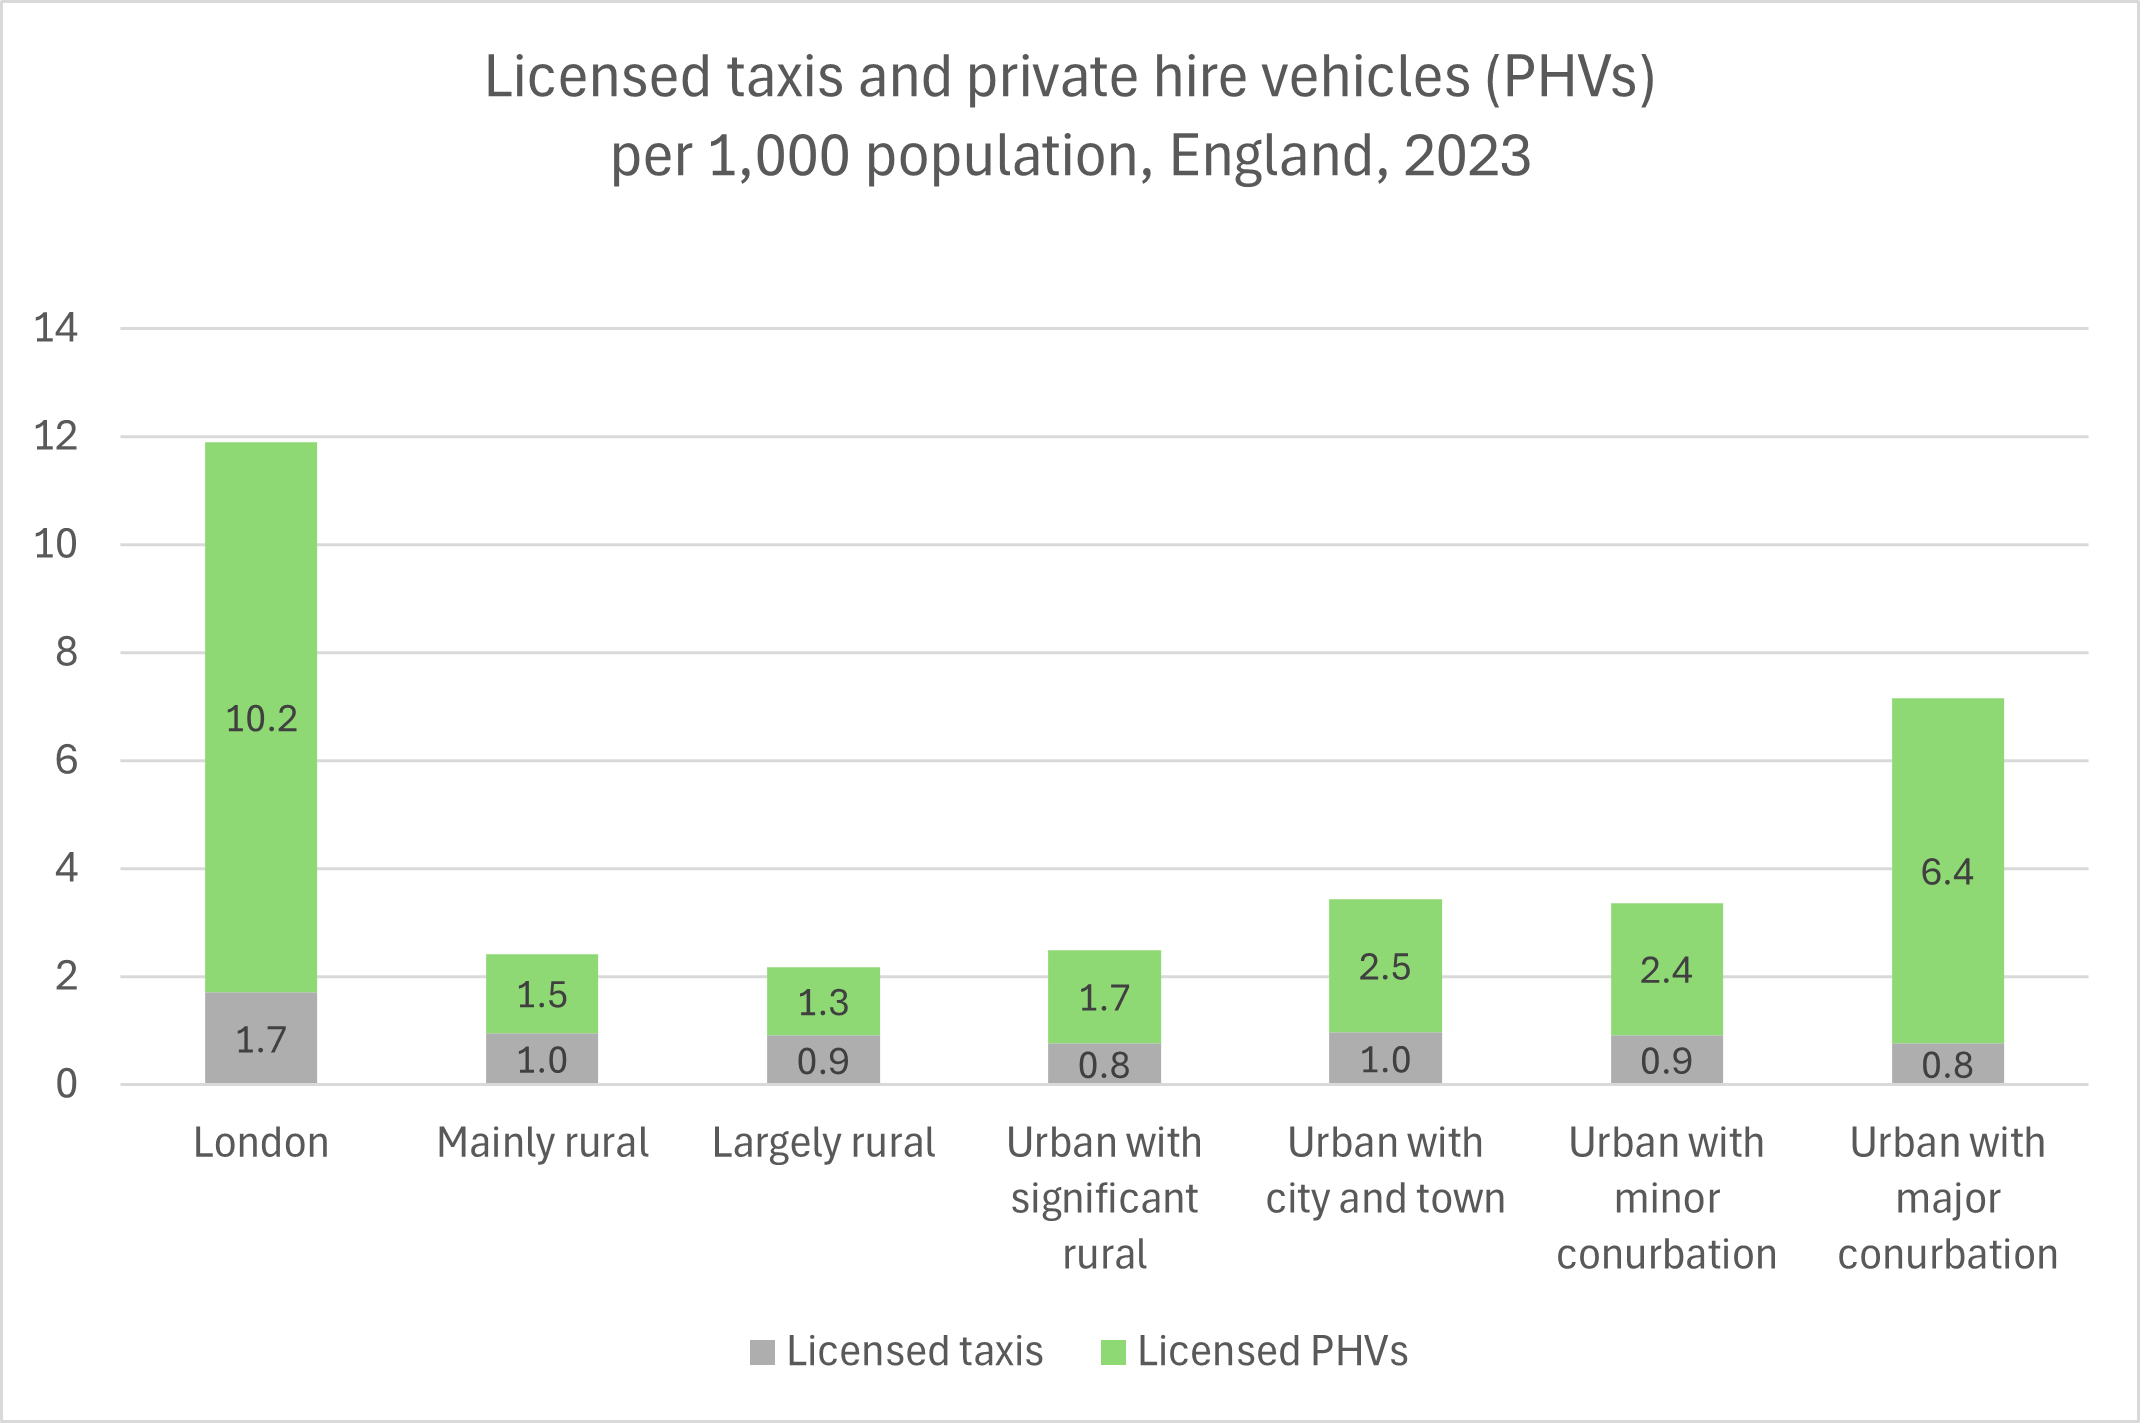 Licensed taxis and private hire vehicles (PHVs)
per 1,000 population, England, 2023
14
12
10
8
6
4
2
0
10.2
1.7
1.5
1.0
1.3
0.9
1.7
0.8
2.5
1.0
2.4
0.9
6.4
0.8
London
Mainly rural
Largely rural
Urban with
significant
rural
Urban with
city and town
Urban with
minor
conurbation
Urban with
major
conurbation
Licensed taxis
Licensed PHVs